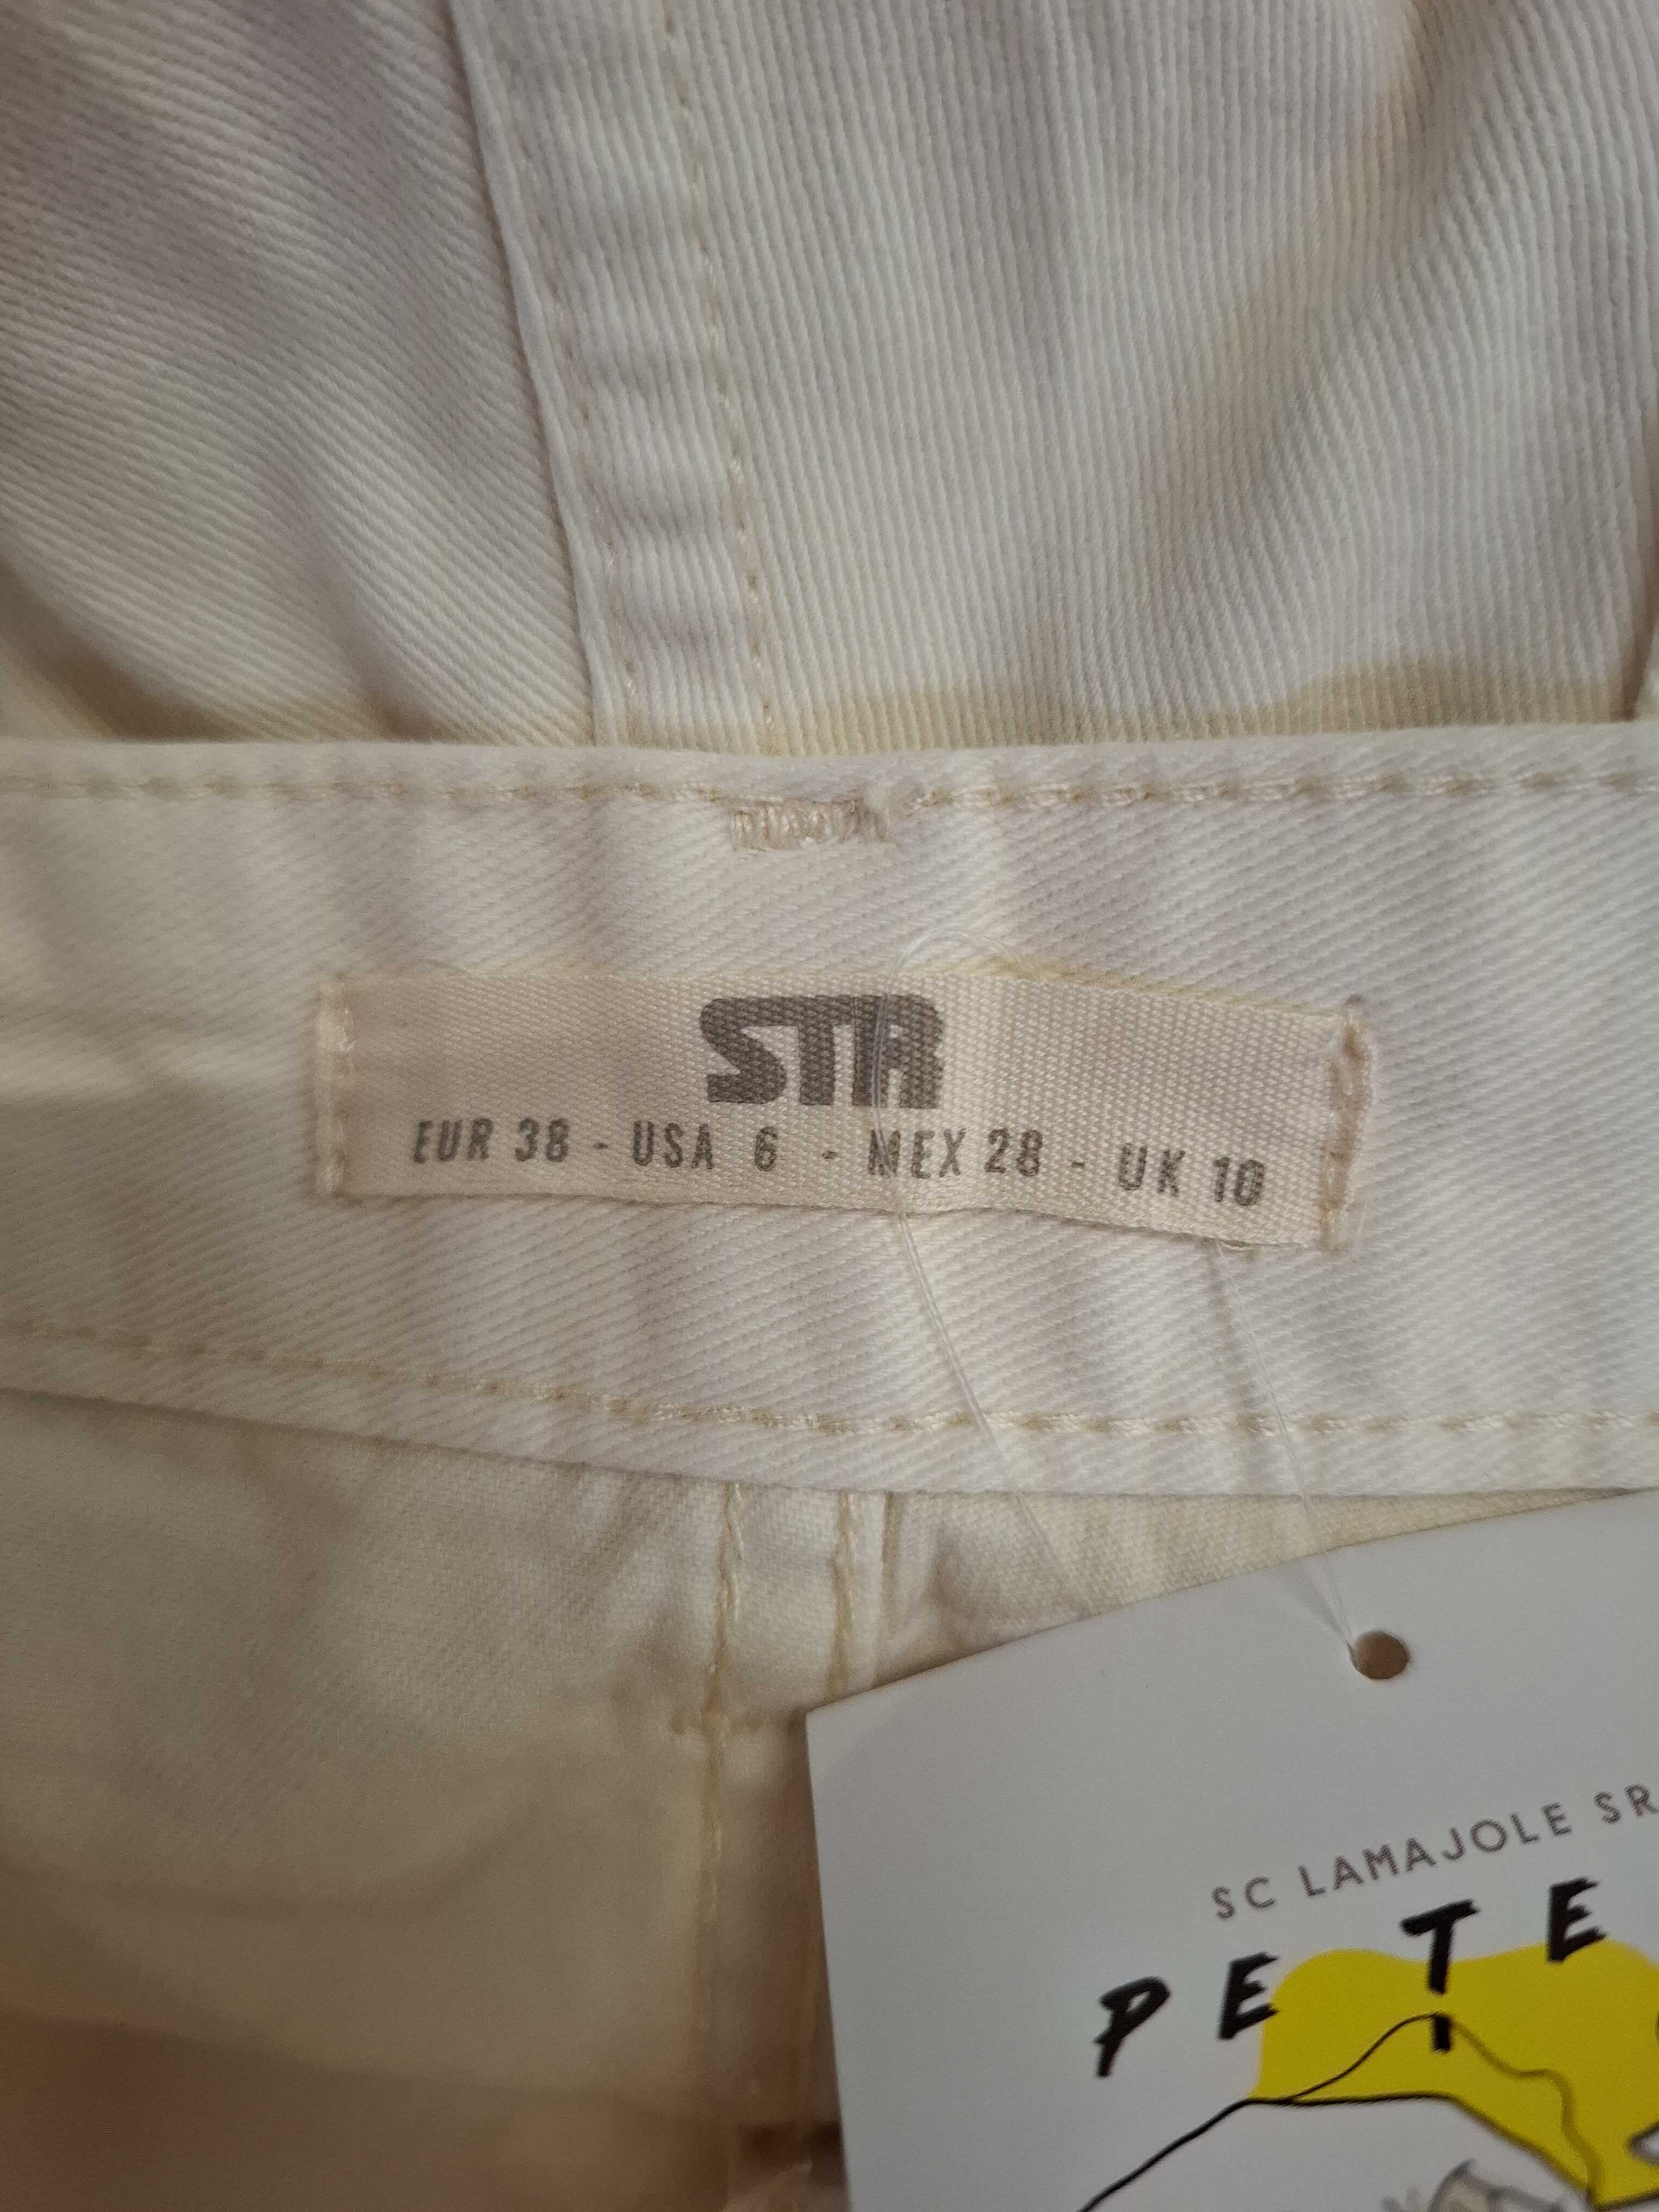 STR
EUR 38 - USA 6 - MEX 28 - UK 10
SC LAMAJOLE SR
PETE